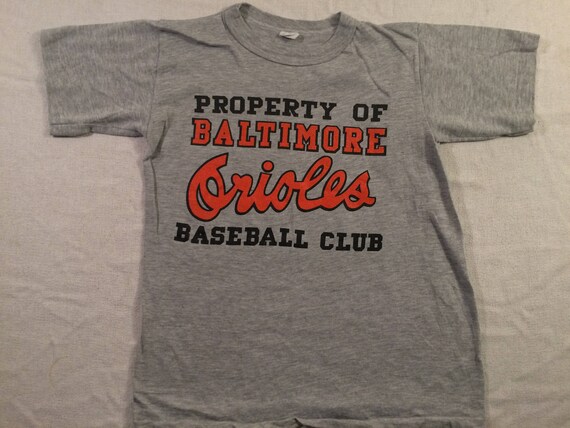 PROPERTY OF
BALTIMORE
Orioles
BASEBALL CLUB